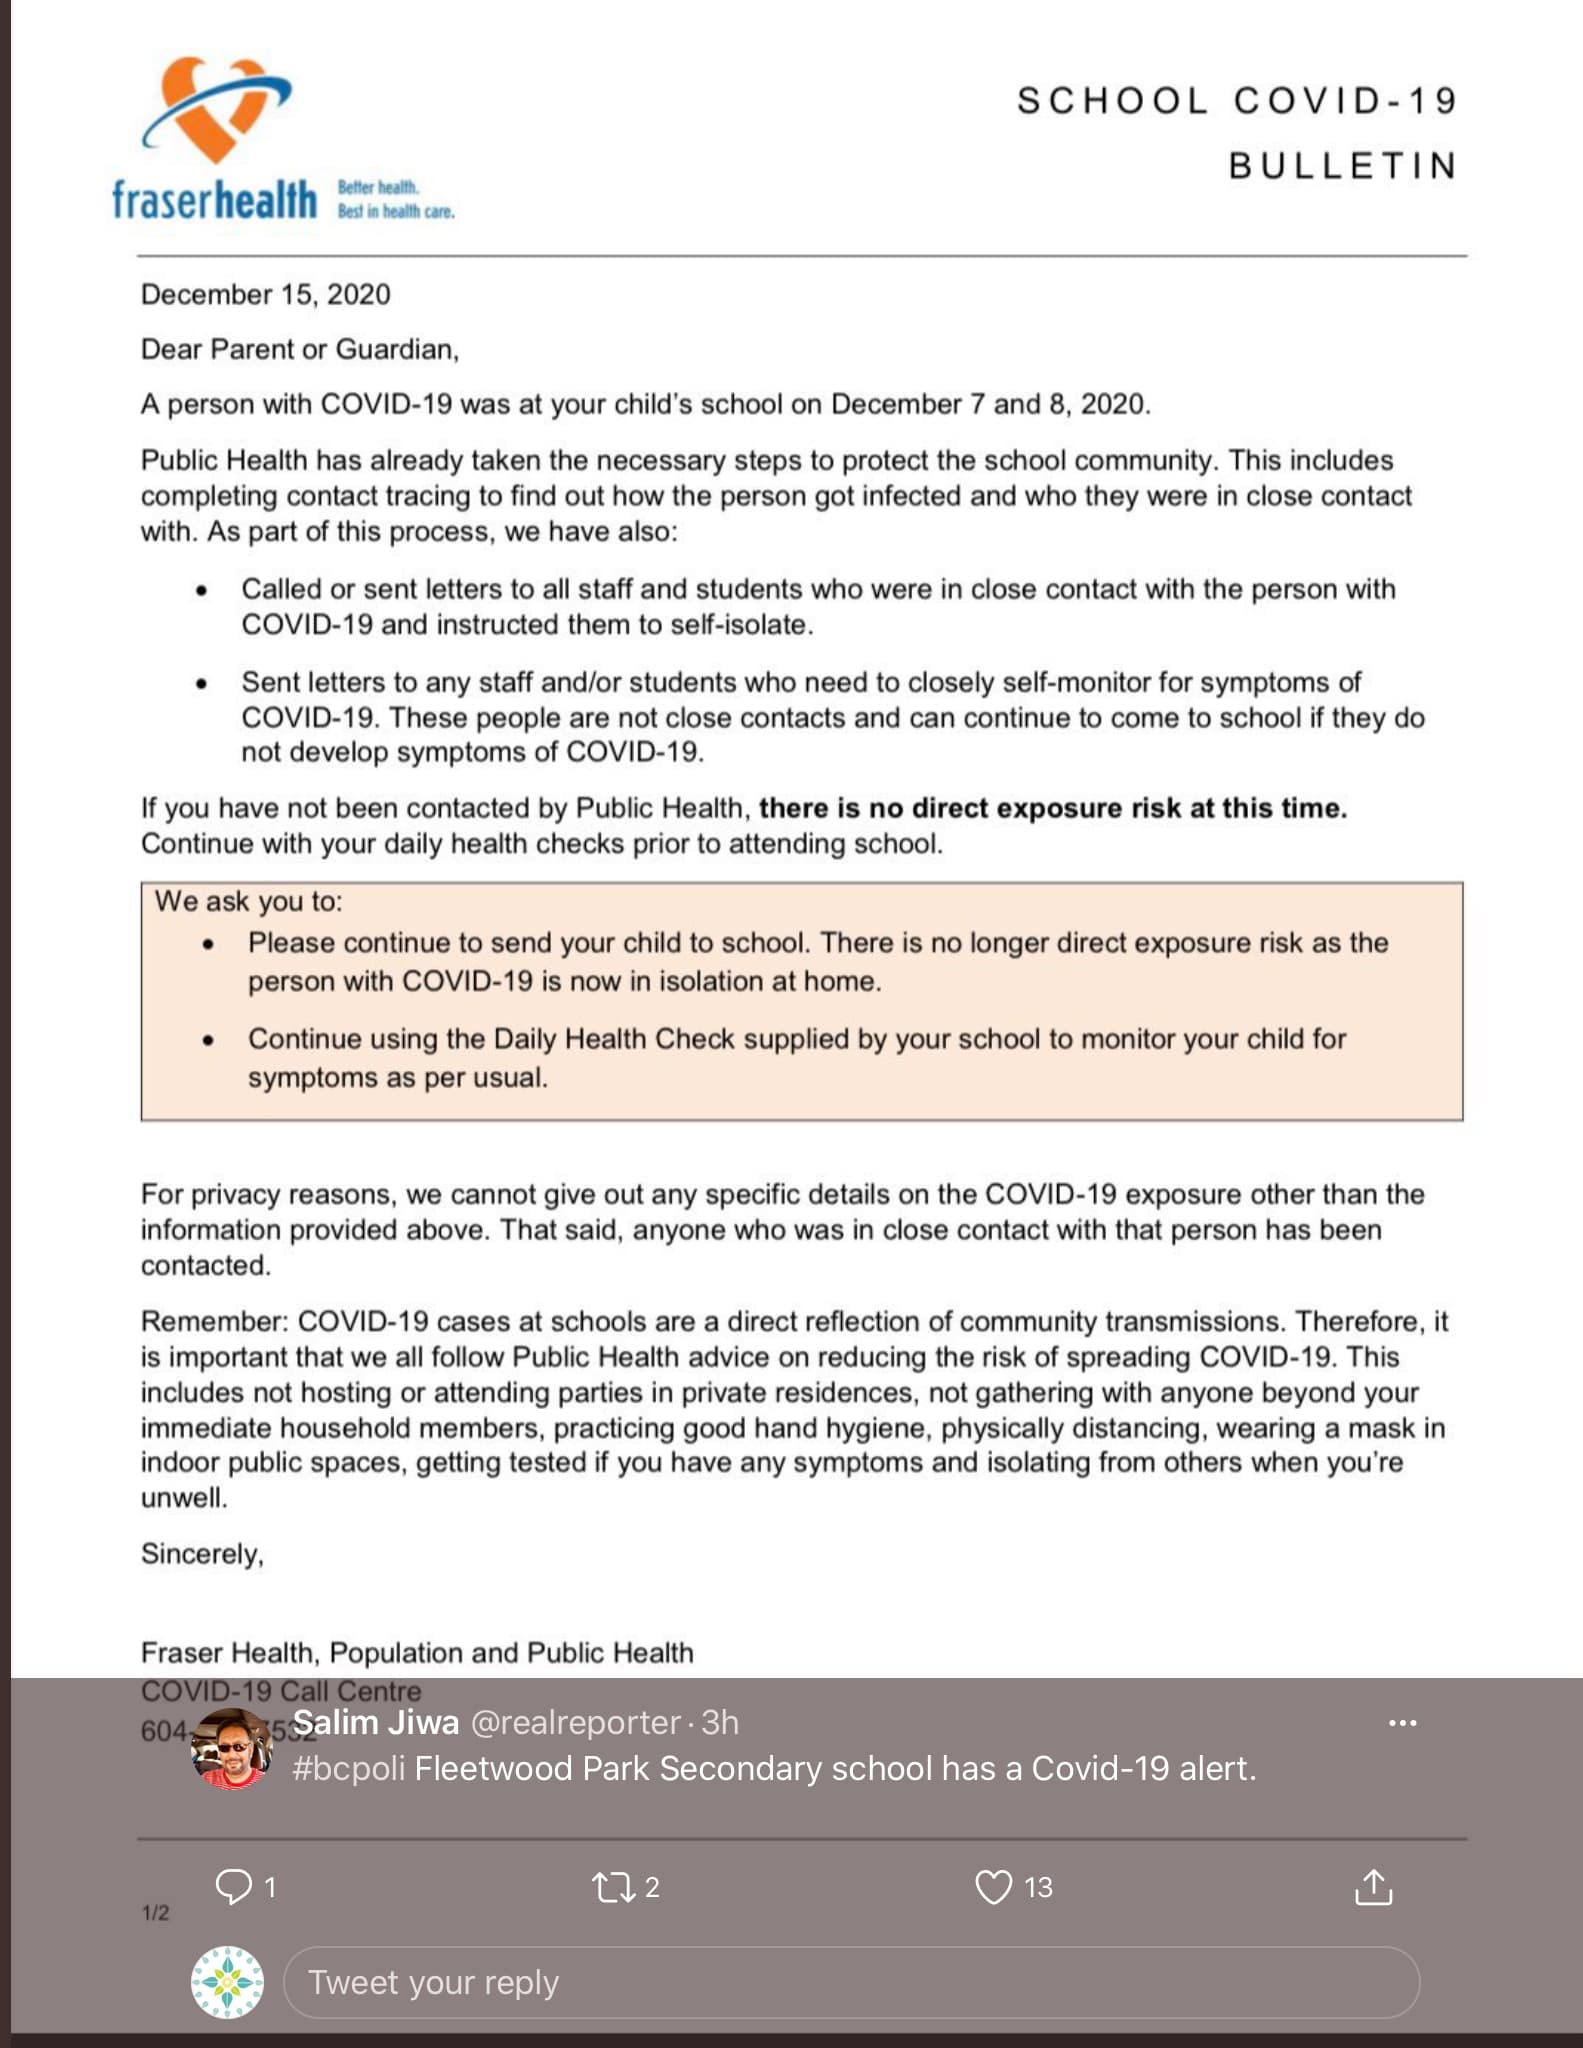 fraserhealth
Better health.
Best in health care.
SCHOOL COVID-19
BULLETIN
December 15, 2020
Dear Parent or Guardian,
A person with COVID-19 was at your child's school on December 7 and 8, 2020.
Public Health has already taken the necessary steps to protect the school community. This includes
completing contact tracing to find out how the person got infected and who they were in close contact
with. As part of this process, we have also:
• Called or sent letters to all staff and students who were in close contact with the person with
COVID-19 and instructed them to self-isolate.
• Sent letters to any staff and/or students who need to closely self-monitor for symptoms of
COVID-19. These people are not close contacts and can continue to come to school if they do
not develop symptoms of COVID-19.
If you have not been contacted by Public Health, there is no direct exposure risk at this time.
Continue with your daily health checks prior to attending school.
We ask you to:
• Please continue to send your child to school. There is no longer direct exposure risk as the
person with COVID-19 is now in isolation at home.
• Continue using the Daily Health Check supplied by your school to monitor your child for
symptoms as per usual.
For privacy reasons, we cannot give out any specific details on the COVID-19 exposure other than the
information provided above. That said, anyone who was in close contact with that person has been
contacted.
Remember: COVID-19 cases at schools are a direct reflection of community transmissions. Therefore, it
is important that we all follow Public Health advice on reducing the risk of spreading COVID-19. This
includes not hosting or attending parties in private residences, not gathering with anyone beyond your
immediate household members, practicing good hand hygiene, physically distancing, wearing a mask in
indoor public spaces, getting tested if you have any symptoms and isolating from others when you're
unwell.
Sincerely,
Fraser Health, Population and Public Health
COVID-19 Call Centre
604-
Salim Jiwa @realreporter · 3h
#bcpoli Fleetwood Park Secondary school has a Covid-19 alert.
1
2
13
1/2
Tweet your reply